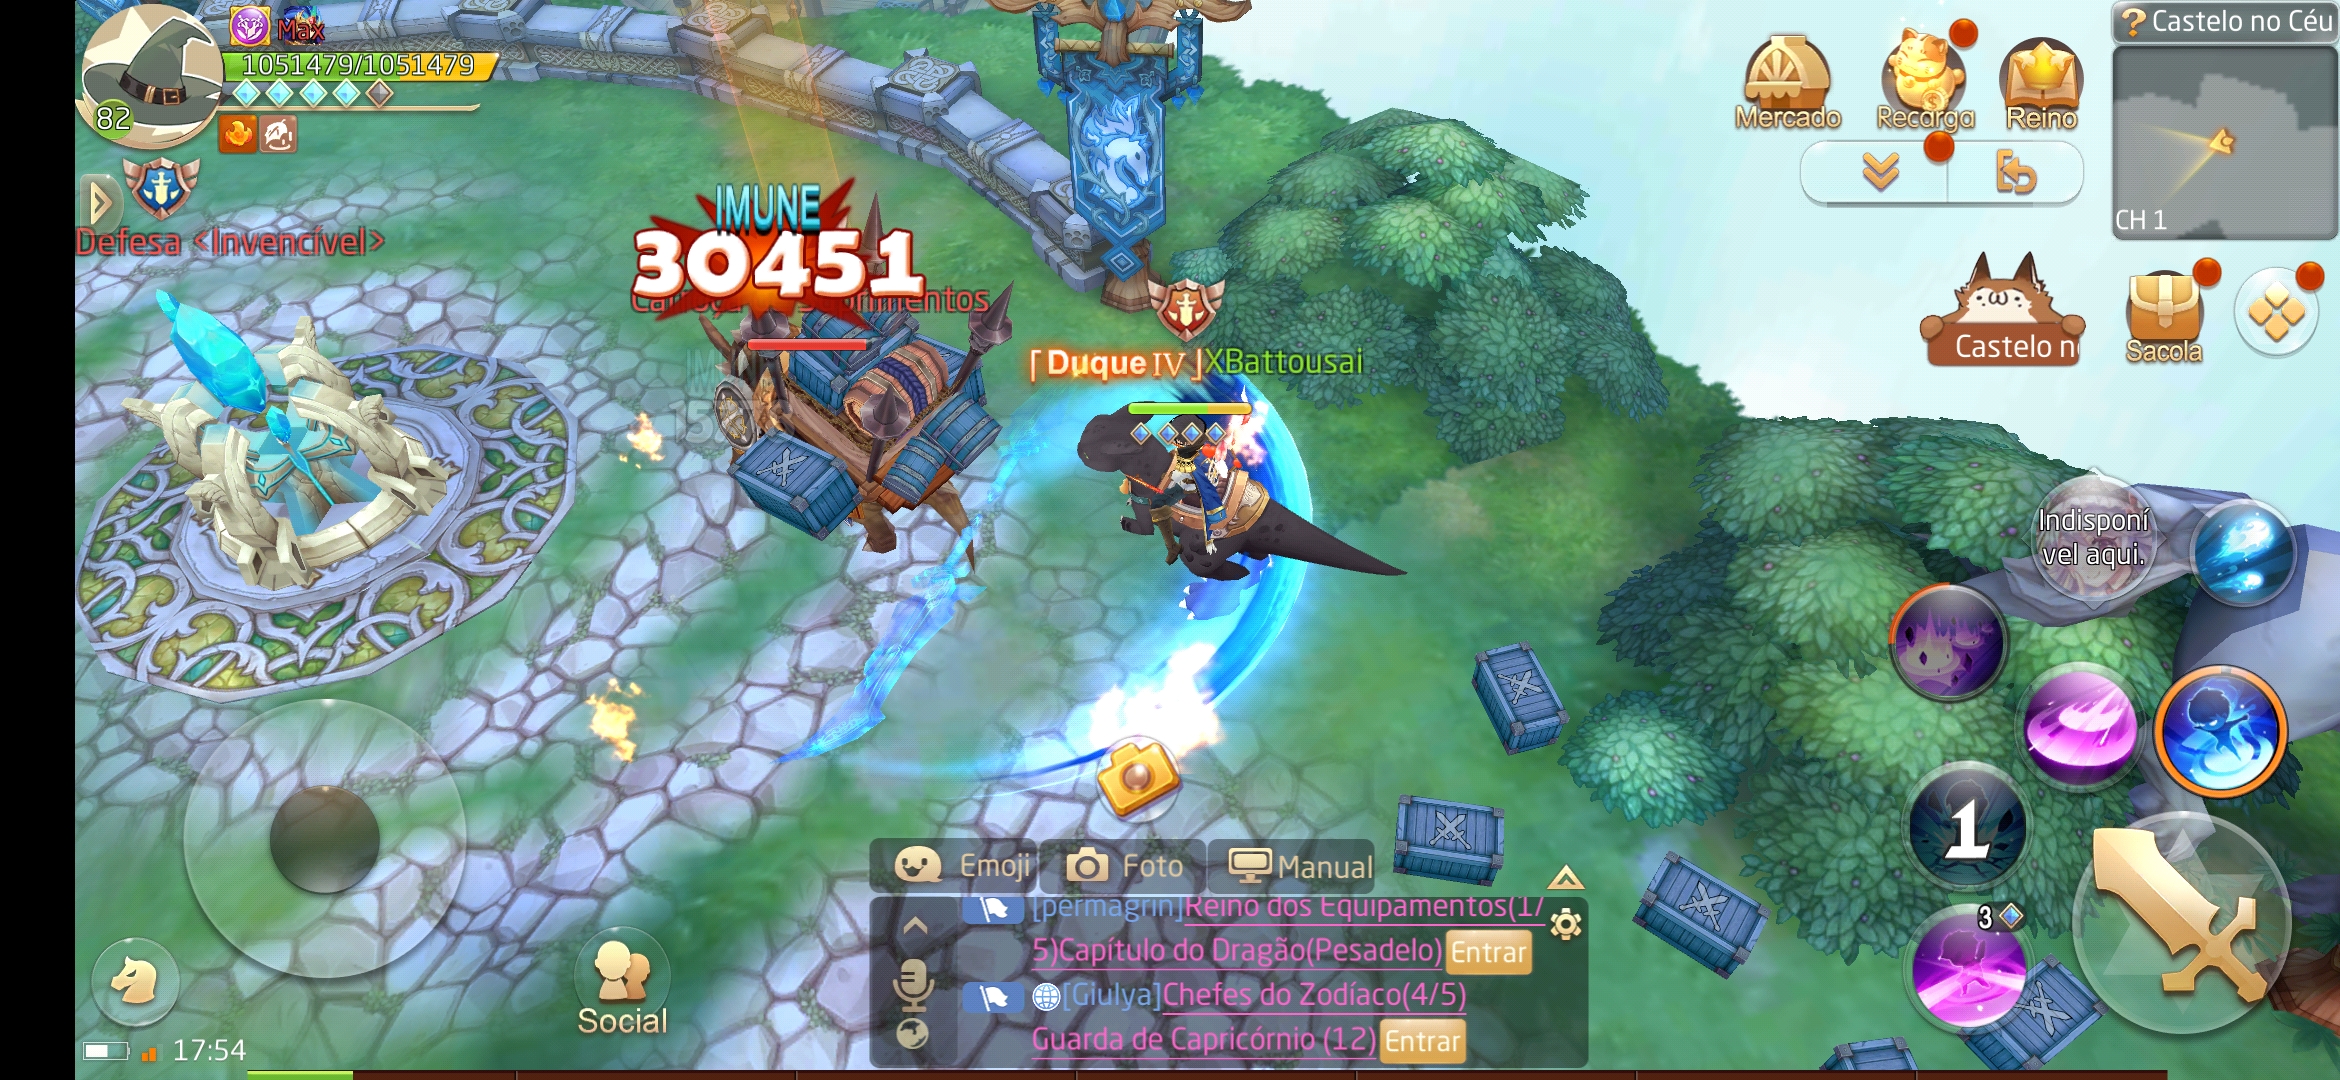 Max
1051479/1051479
82
Defesa <Invencível>
IMUNE
30451
「Duque IV」XBattousai
Mercado
Recarga
Reino
Castelo no Céu
CH 1
Castelo n
Sacola
Indisponí
vel aqui.
1
3
Emoji
Foto
Manual
[permagrin]Reino dos Equipamentos(1/
5)Capítulo do Dragão(Pesadelo) Entrar
[Giulya]Chefes do Zodíaco(4/5)
Guarda de Capricórnio (12) Entrar
Social
17:54